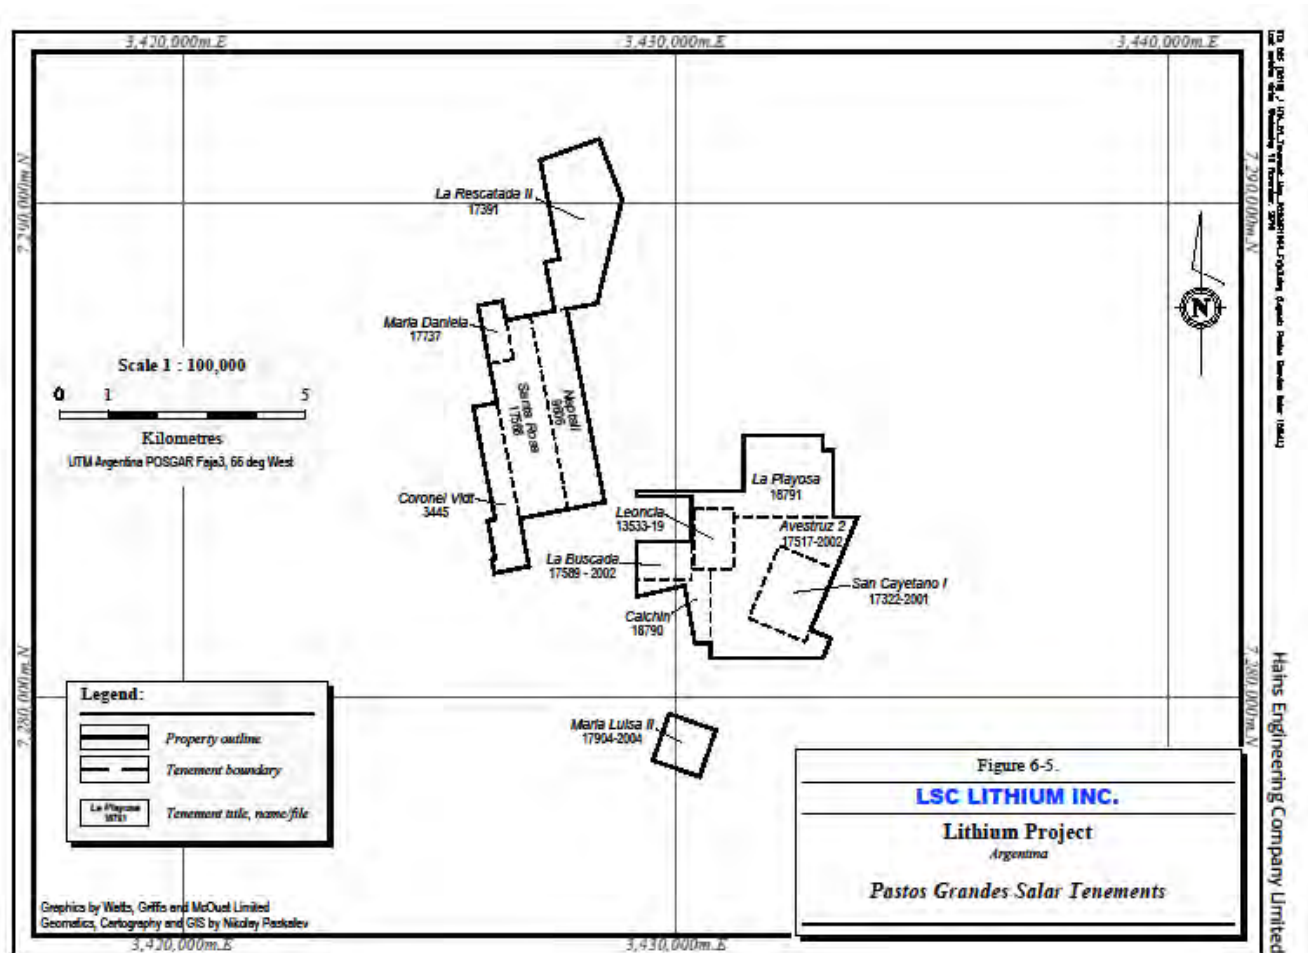 3,420,000m.E
3,430,000m.E
3,440,000m.E
7,290,000m.N
7,290,000m.N
La Rescatada II
17391
N
Maria Daniela
17737
Scale 1 : 100,000
0 1 5
Kilometres
UTM Argentina POSGAR Faja3, 66 deg West
Santa Rosa
Neptali
Coronel Vidt
3445
La Playosa
16791
Leoncia
13533-19
Avestruz 2
17517-2002
La Buscada
17589 - 2002
San Cayetano I
17322-2001
Calchin
16790
7,280,000m.N
7,280,000m.N
Maria Luisa II
17904-2004
Legend:
Property outline
Tenement boundary
La Playosa
16791
Tenement title, name/file
Figure 6-5.
LSC LITHIUM INC.
Lithium Project
Argentina
Pastos Grandes Salar Tenements
Graphics by Watts, Griffis and McOuat Limited
Geomatics, Cartography and GIS by Nikolay Paskalev
3,420,000m.E
3,430,000m.E
Hains Engineering Company Limited